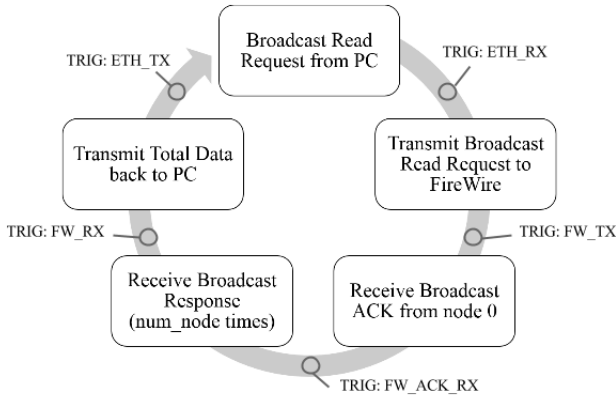 Broadcast Read
Request from PC
TRIG: ETH_RX
Transmit Broadcast
Read Request to
FireWire
TRIG: FW_TX
Receive Broadcast
ACK from node 0
TRIG: FW_ACK_RX
Receive Broadcast
Response
(num_node times)
TRIG: FW_RX
Transmit Total Data
back to PC
TRIG: ETH_TX